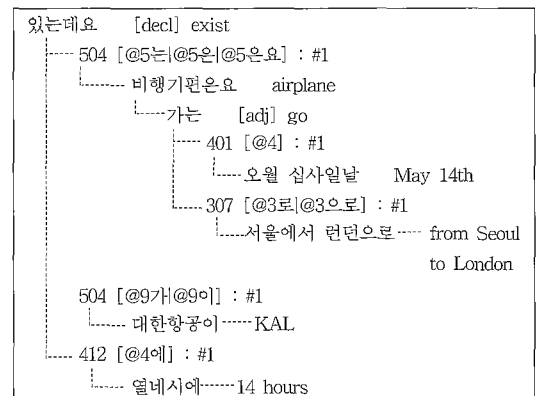 있는데요 [decl] exist
504 [@5는|@5은|@5은요] : #1
비행기편은요 airplane
가는 [adj] go
401 [@4] : #1
오월 십사일날 May 14th
307 [@3로|@3으로] : #1
서울에서 런던으로 from Seoul
to London
504 [@9가|@9이] : #1
대한항공이 KAL
412 [@4에] : #1
열네시에 14 hours